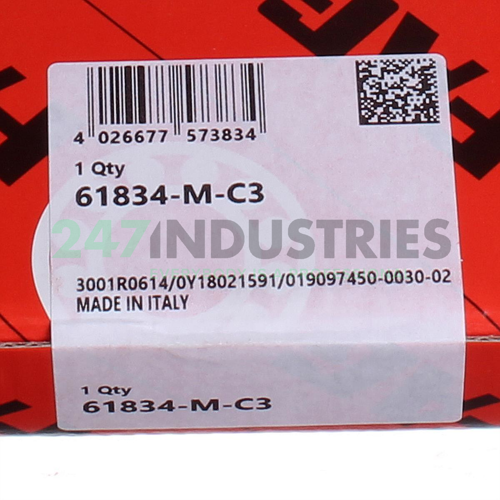 4 026677 573834
1 Qty
61834-M-C3
247INDUSTRIES
3001R0614/0Y18021591/019097450-0030-02
MADE IN ITALY
1 Qty
61834-M-C3